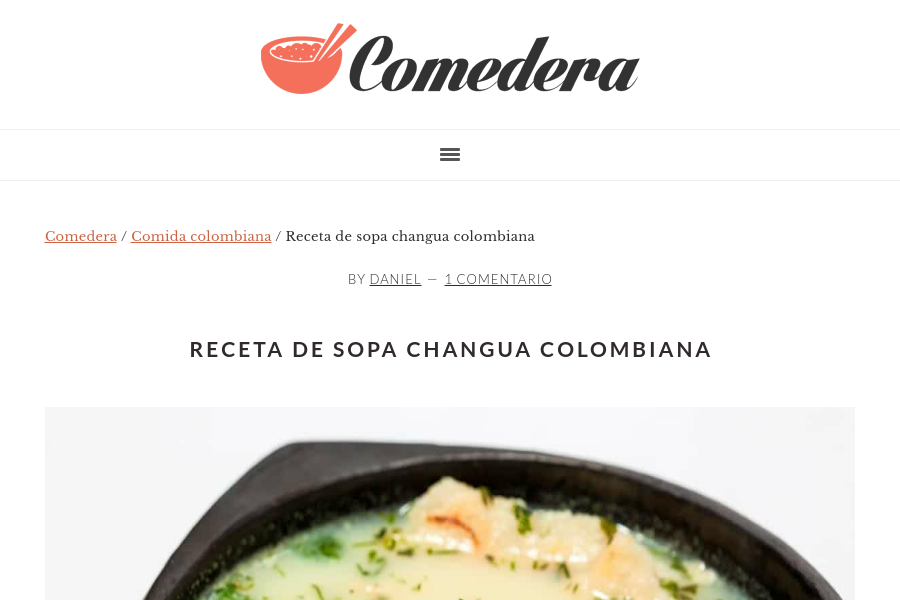 Comedera
Comedera / Comida colombiana / Receta de sopa changua colombiana
BY DANIEL — 1 COMENTARIO
RECETA DE SOPA CHANGUA COLOMBIANA